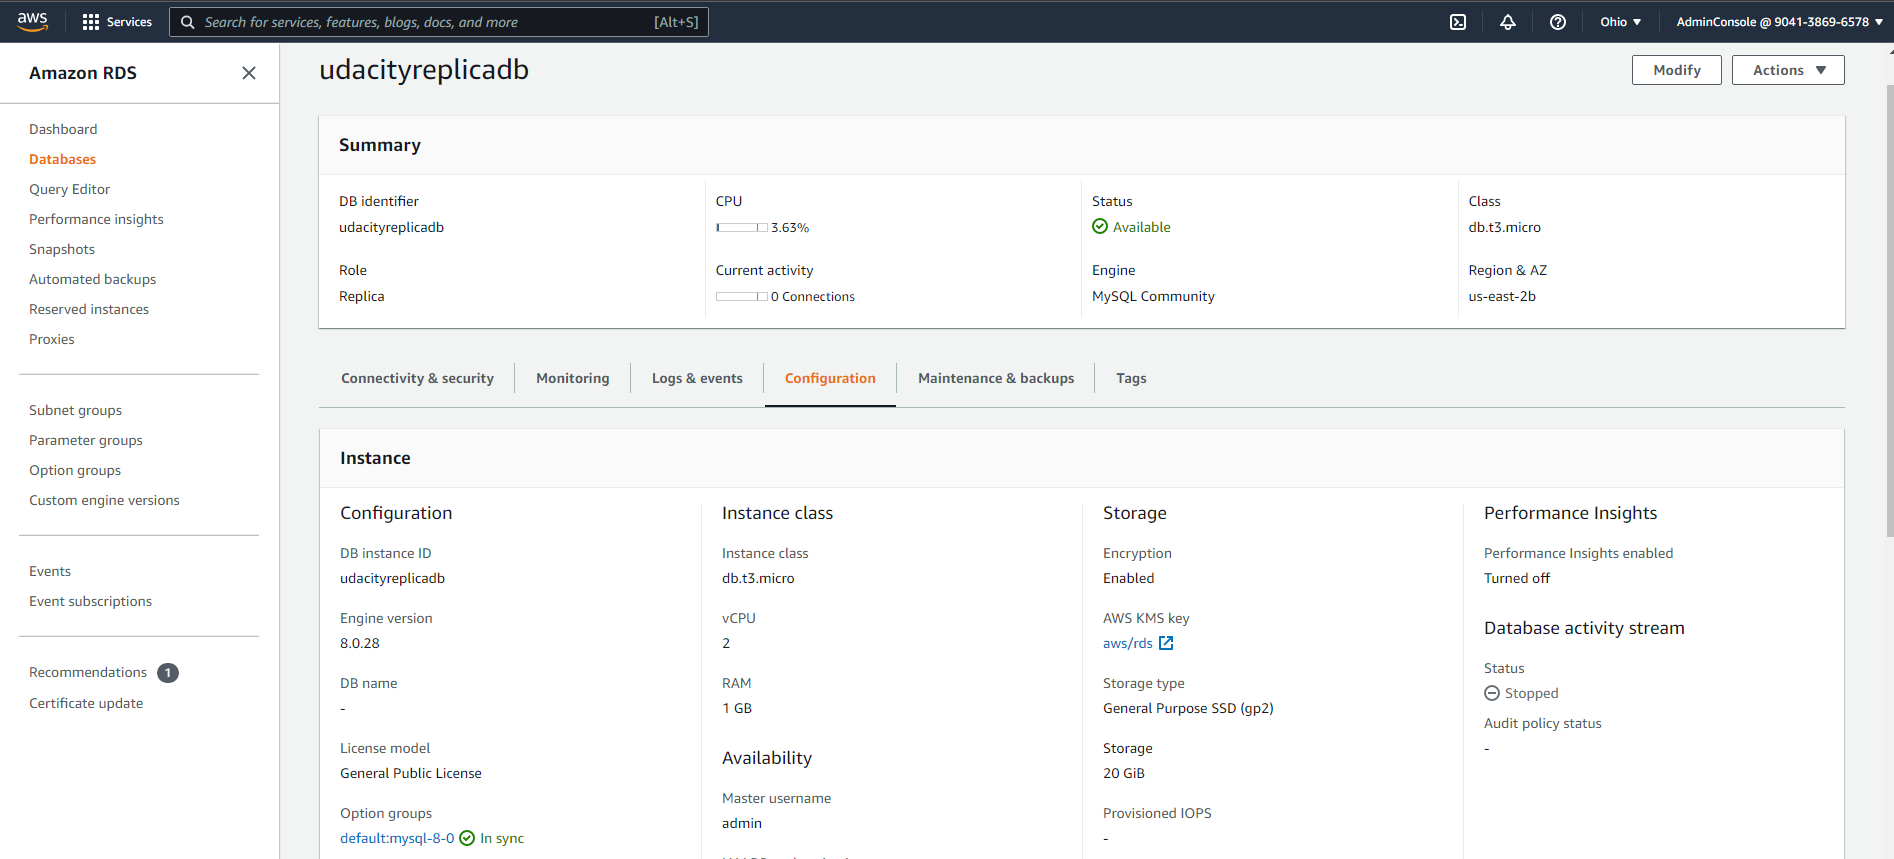 aws
Services
Search for services, features, blogs, docs, and more
[Alt+S]
Ohio ▼
AdminConsole @ 9041-3869-6578 ▼
Amazon RDS
Dashboard
Databases
Query Editor
Performance insights
Snapshots
Automated backups
Reserved instances
Proxies
Subnet groups
Parameter groups
Option groups
Custom engine versions
Events
Event subscriptions
Recommendations 1
Certificate update
udacityreplicadb
Modify
Actions ▼
Summary
DB identifier
udacityreplicadb
CPU
3.63%
Status
Available
Class
db.t3.micro
Role
Replica
Current activity
0 Connections
Engine
MySQL Community
Region & AZ
us-east-2b
Connectivity & security
Monitoring
Logs & events
Configuration
Maintenance & backups
Tags
Instance
Configuration
DB instance ID
udacityreplicadb
Engine version
8.0.28
DB name
-
License model
General Public License
Option groups
default:mysql-8-0 In sync
Instance class
Instance class
db.t3.micro
vCPU
2
RAM
1 GB
Availability
Master username
admin
Storage
Encryption
Enabled
AWS KMS key
aws/rds
Storage type
General Purpose SSD (gp2)
Storage
20 GiB
Provisioned IOPS
-
Performance Insights
Performance Insights enabled
Turned off
Database activity stream
Status
Stopped
Audit policy status
-